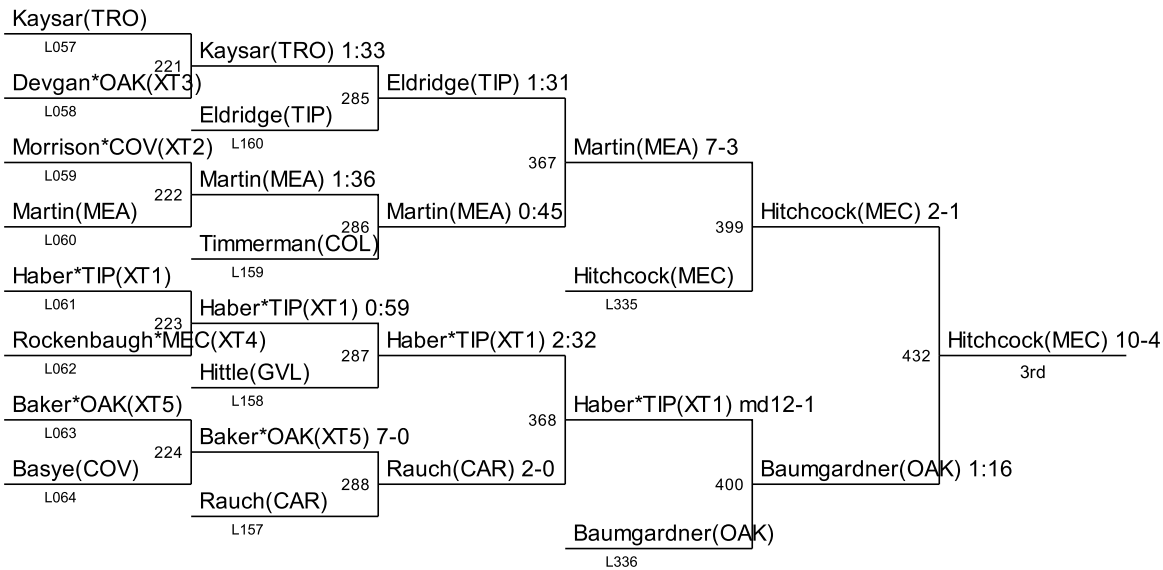 Kaysar(TRO)
L057
221
Devgan*OAK(XT3)
L058
Morrison*COV(XT2)
L059
222
Martin(MEA)
L060
Haber*TIP(XT1)
L061
223
Rockenbaugh*MEC(XT4)
L062
Baker*OAK(XT5)
L063
224
Basye(COV)
L064
Kaysar(TRO) 1:33
285
Eldridge(TIP)
L160
Martin(MEA) 1:36
286
Timmerman(COL)
L159
Haber*TIP(XT1) 0:59
287
Hittle(GVL)
L158
Baker*OAK(XT5) 7-0
288
Rauch(CAR)
L157
Eldridge(TIP) 1:31
367
Martin(MEA) 0:45
Haber*TIP(XT1) 2:32
368
Rauch(CAR) 2-0
Martin(MEA) 7-3
399
Hitchcock(MEC)
L335
Haber*TIP(XT1) md12-1
400
Baumgardner(OAK)
L336
Hitchcock(MEC) 2-1
432
Baumgardner(OAK) 1:16
Hitchcock(MEC) 10-4
3rd